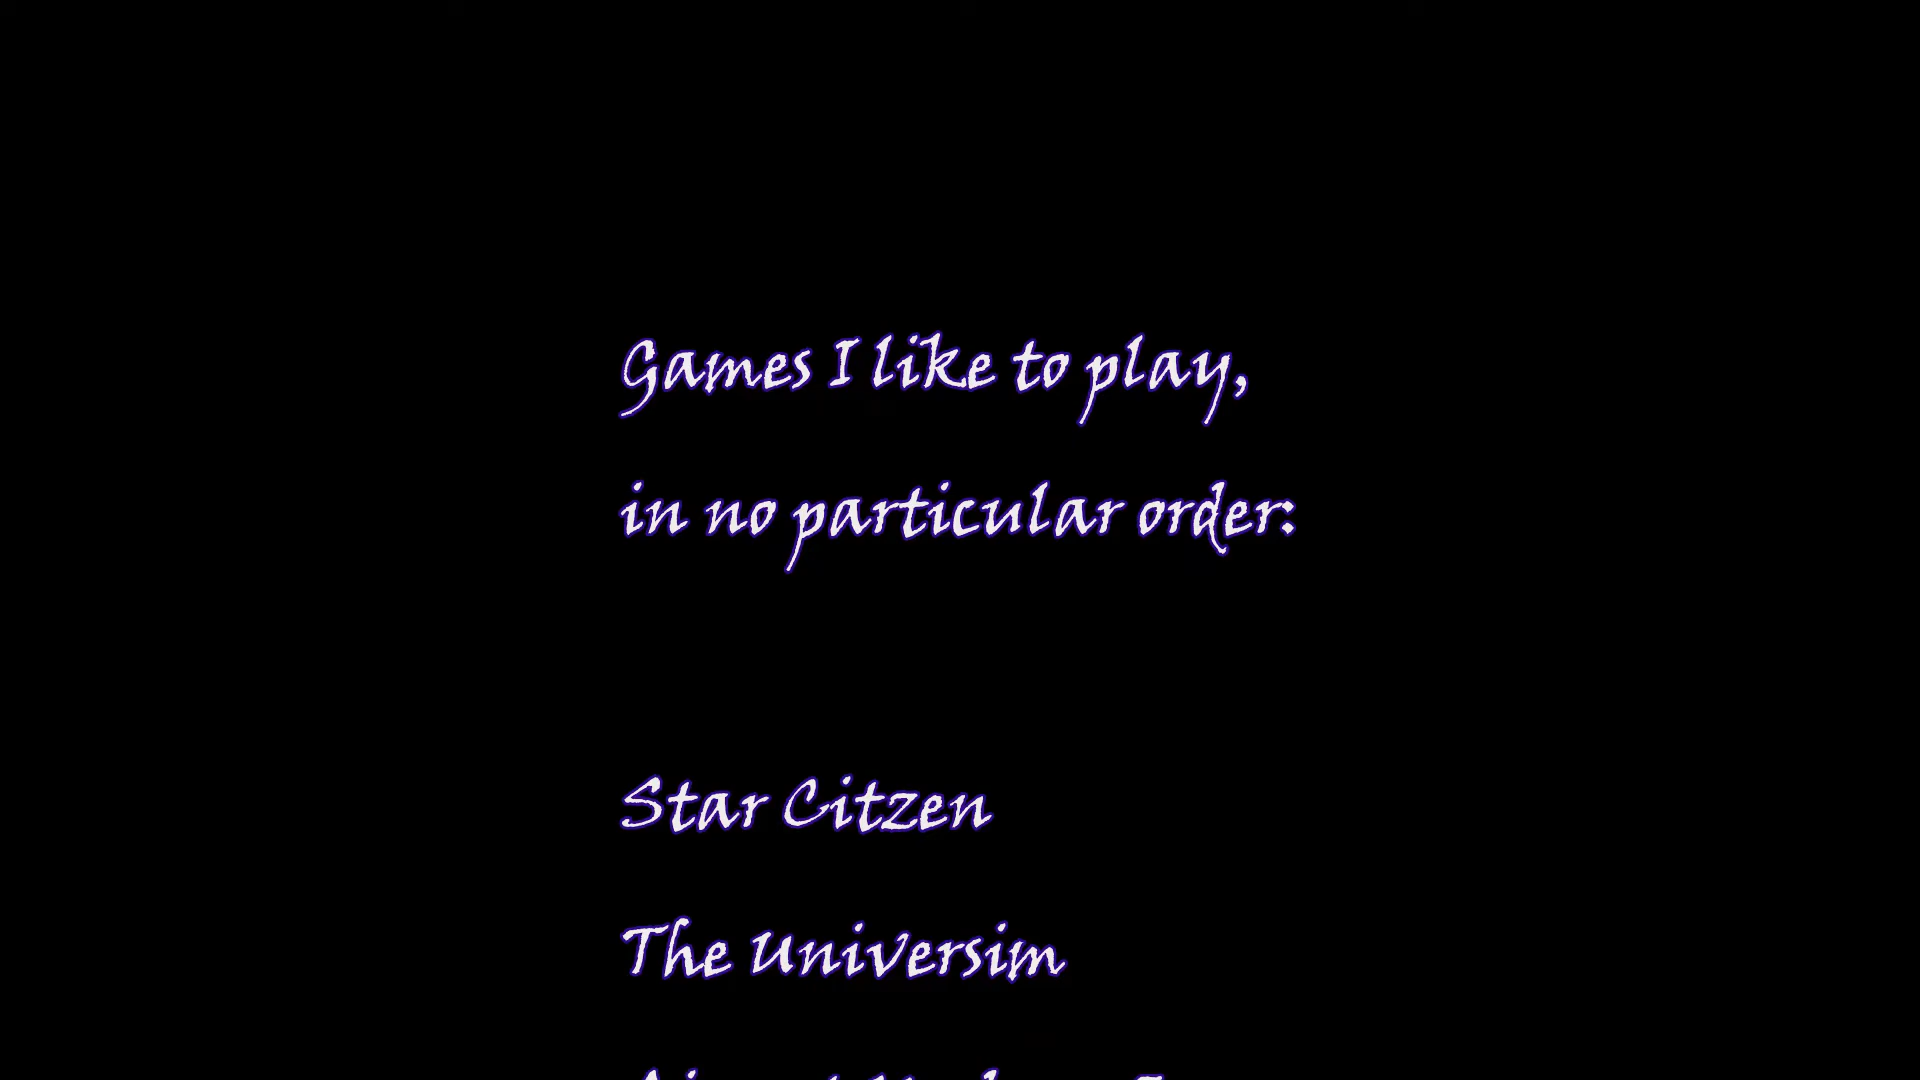 Games I like to play,
in no particular order:
Star Citzen
The Universim